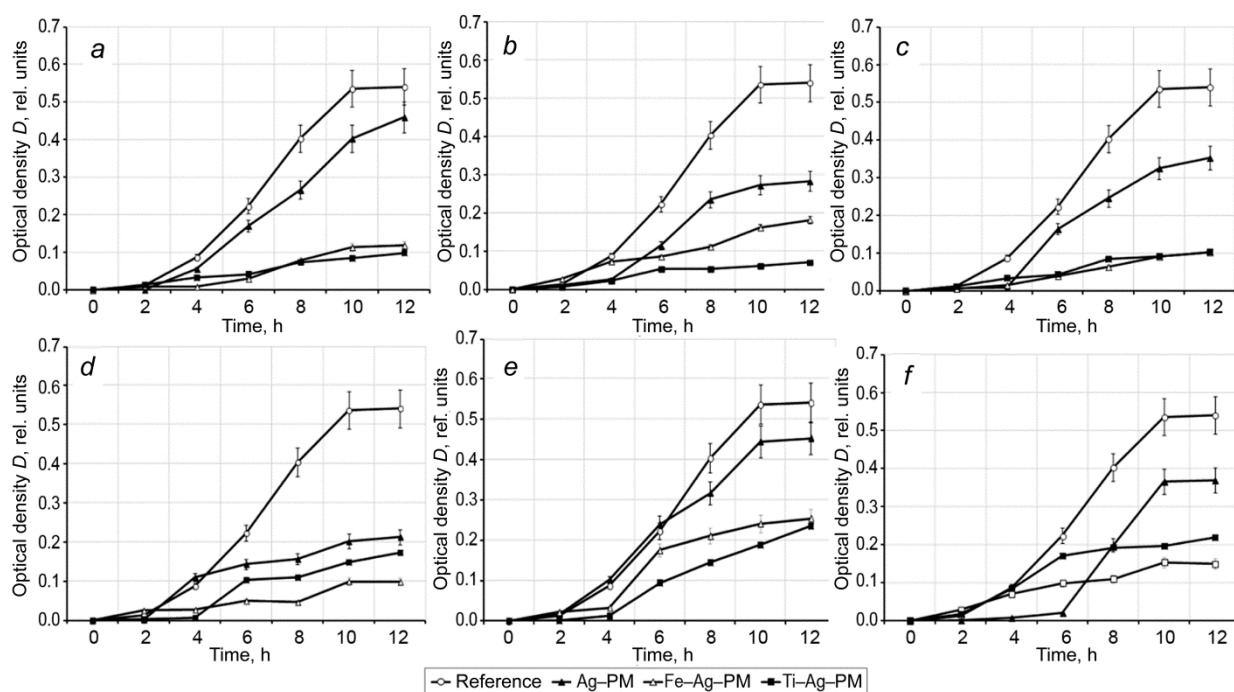 a
b
c
Optical density D, rel. units
0.7
0.6
0.5
0.4
0.3
0.2
0.1
0.0
0 2 4 6 8 10 12
Time, h
Optical density D, rel. units
0.7
0.6
0.5
0.4
0.3
0.2
0.1
0.0
0 2 4 6 8 10 12
Time, h
Optical density D, rel. units
0.7
0.6
0.5
0.4
0.3
0.2
0.1
0.0
0 2 4 6 8 10 12
Time, h
d
e
f
Optical density D, rel. units
0.7
0.6
0.5
0.4
0.3
0.2
0.1
0.0
0 2 4 6 8 10 12
Time, h
Optical density D, rel. units
0.7
0.6
0.5
0.4
0.3
0.2
0.1
0.0
0 2 4 6 8 10 12
Time, h
Optical density D, rel. units
0.7
0.6
0.5
0.4
0.3
0.2
0.1
0.0
0 2 4 6 8 10 12
Time, h
Reference Ag–PM Fe–Ag–PM Ti–Ag–PM